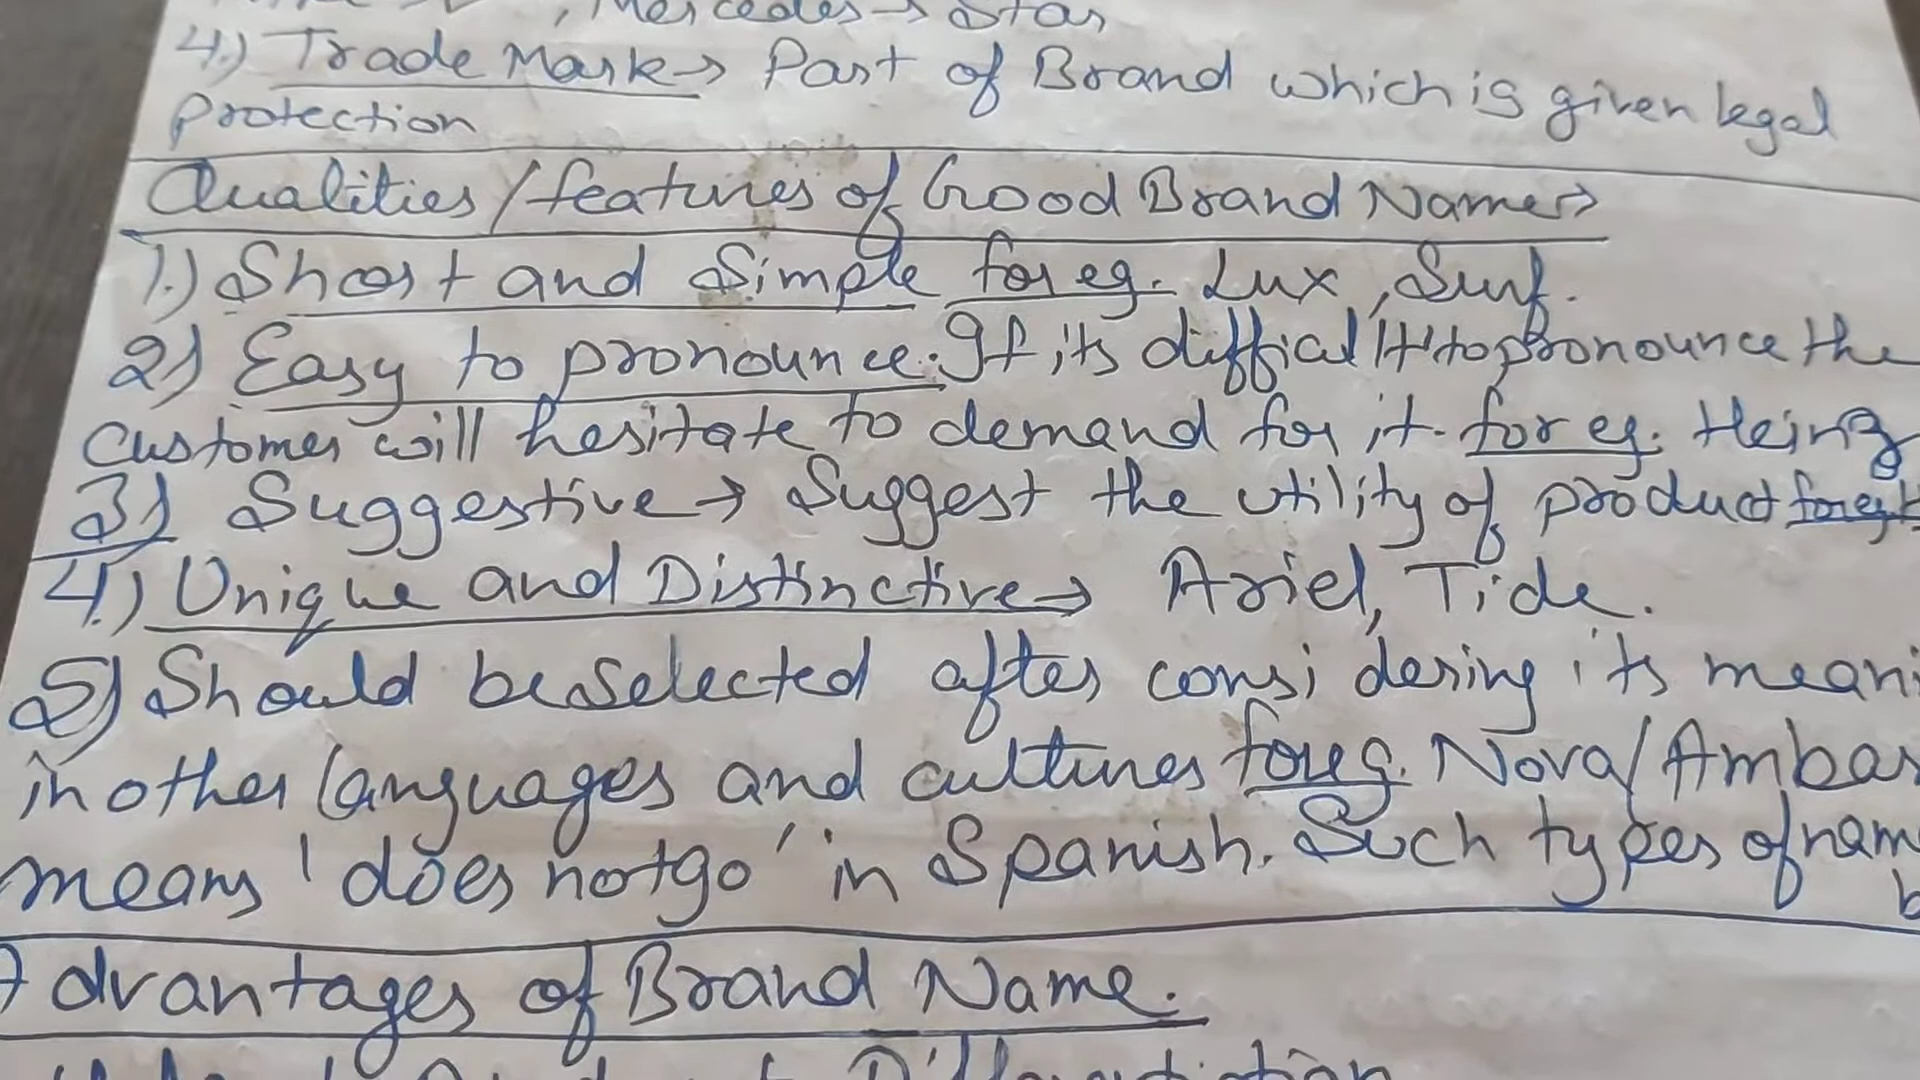 , Mercedes → Star
4.) Trade Mark → Part of Brand which is given legal
protection
Qualities/features of Good Brand Name→
1.) Short and Simple for eg. Lux, Surf.
2) Easy to pronounce. If its difficult to pronounce the
Customer will hesitate to demand for it. for eg. Heinz
3) Suggestive → Suggest the utility of product for eg
4.) Unique and Distinctive → Ariel, Tide.
5) Should be selected after considering its meani
in other languages and cultures for eg. Nova/Ambas
means 'does not go' in Spanish. Such types of nam
b
Advantages of Brand Name.